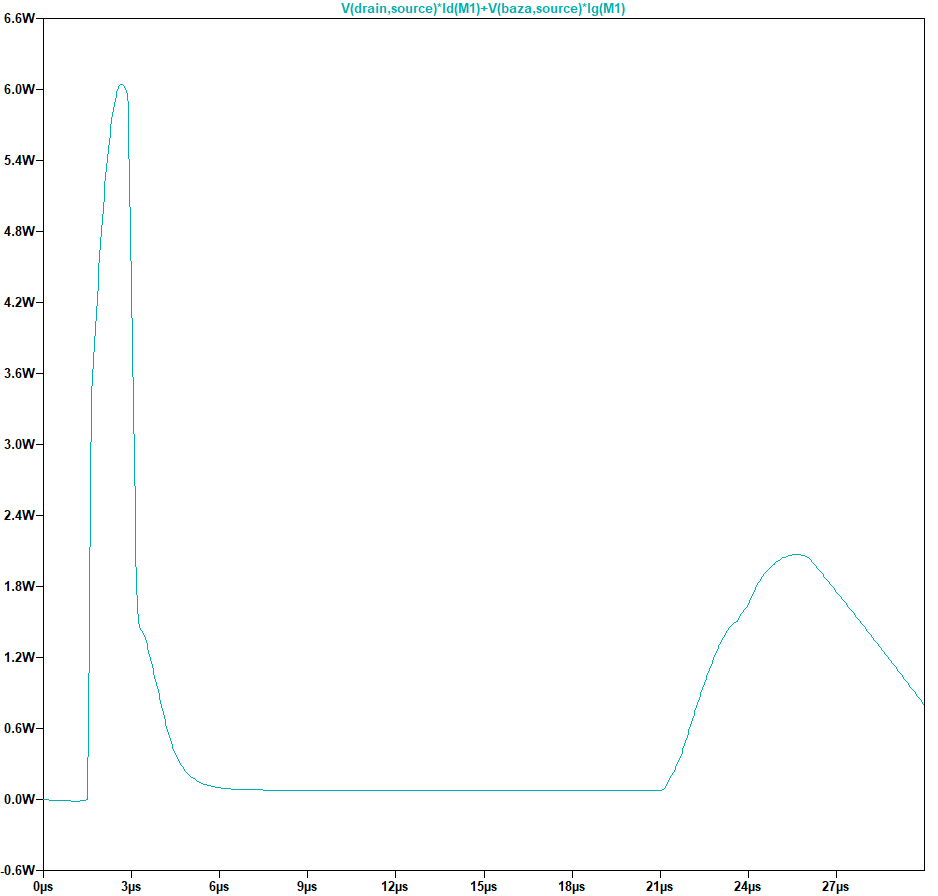 V(drain,source)*Id(M1)+V(baza,source)*Ig(M1)
6.6W
6.0W
5.4W
4.8W
4.2W
3.6W
3.0W
2.4W
1.8W
1.2W
0.6W
0.0W
-0.6W
0µs 3µs 6µs 9µs 12µs 15µs 18µs 21µs 24µs 27µs